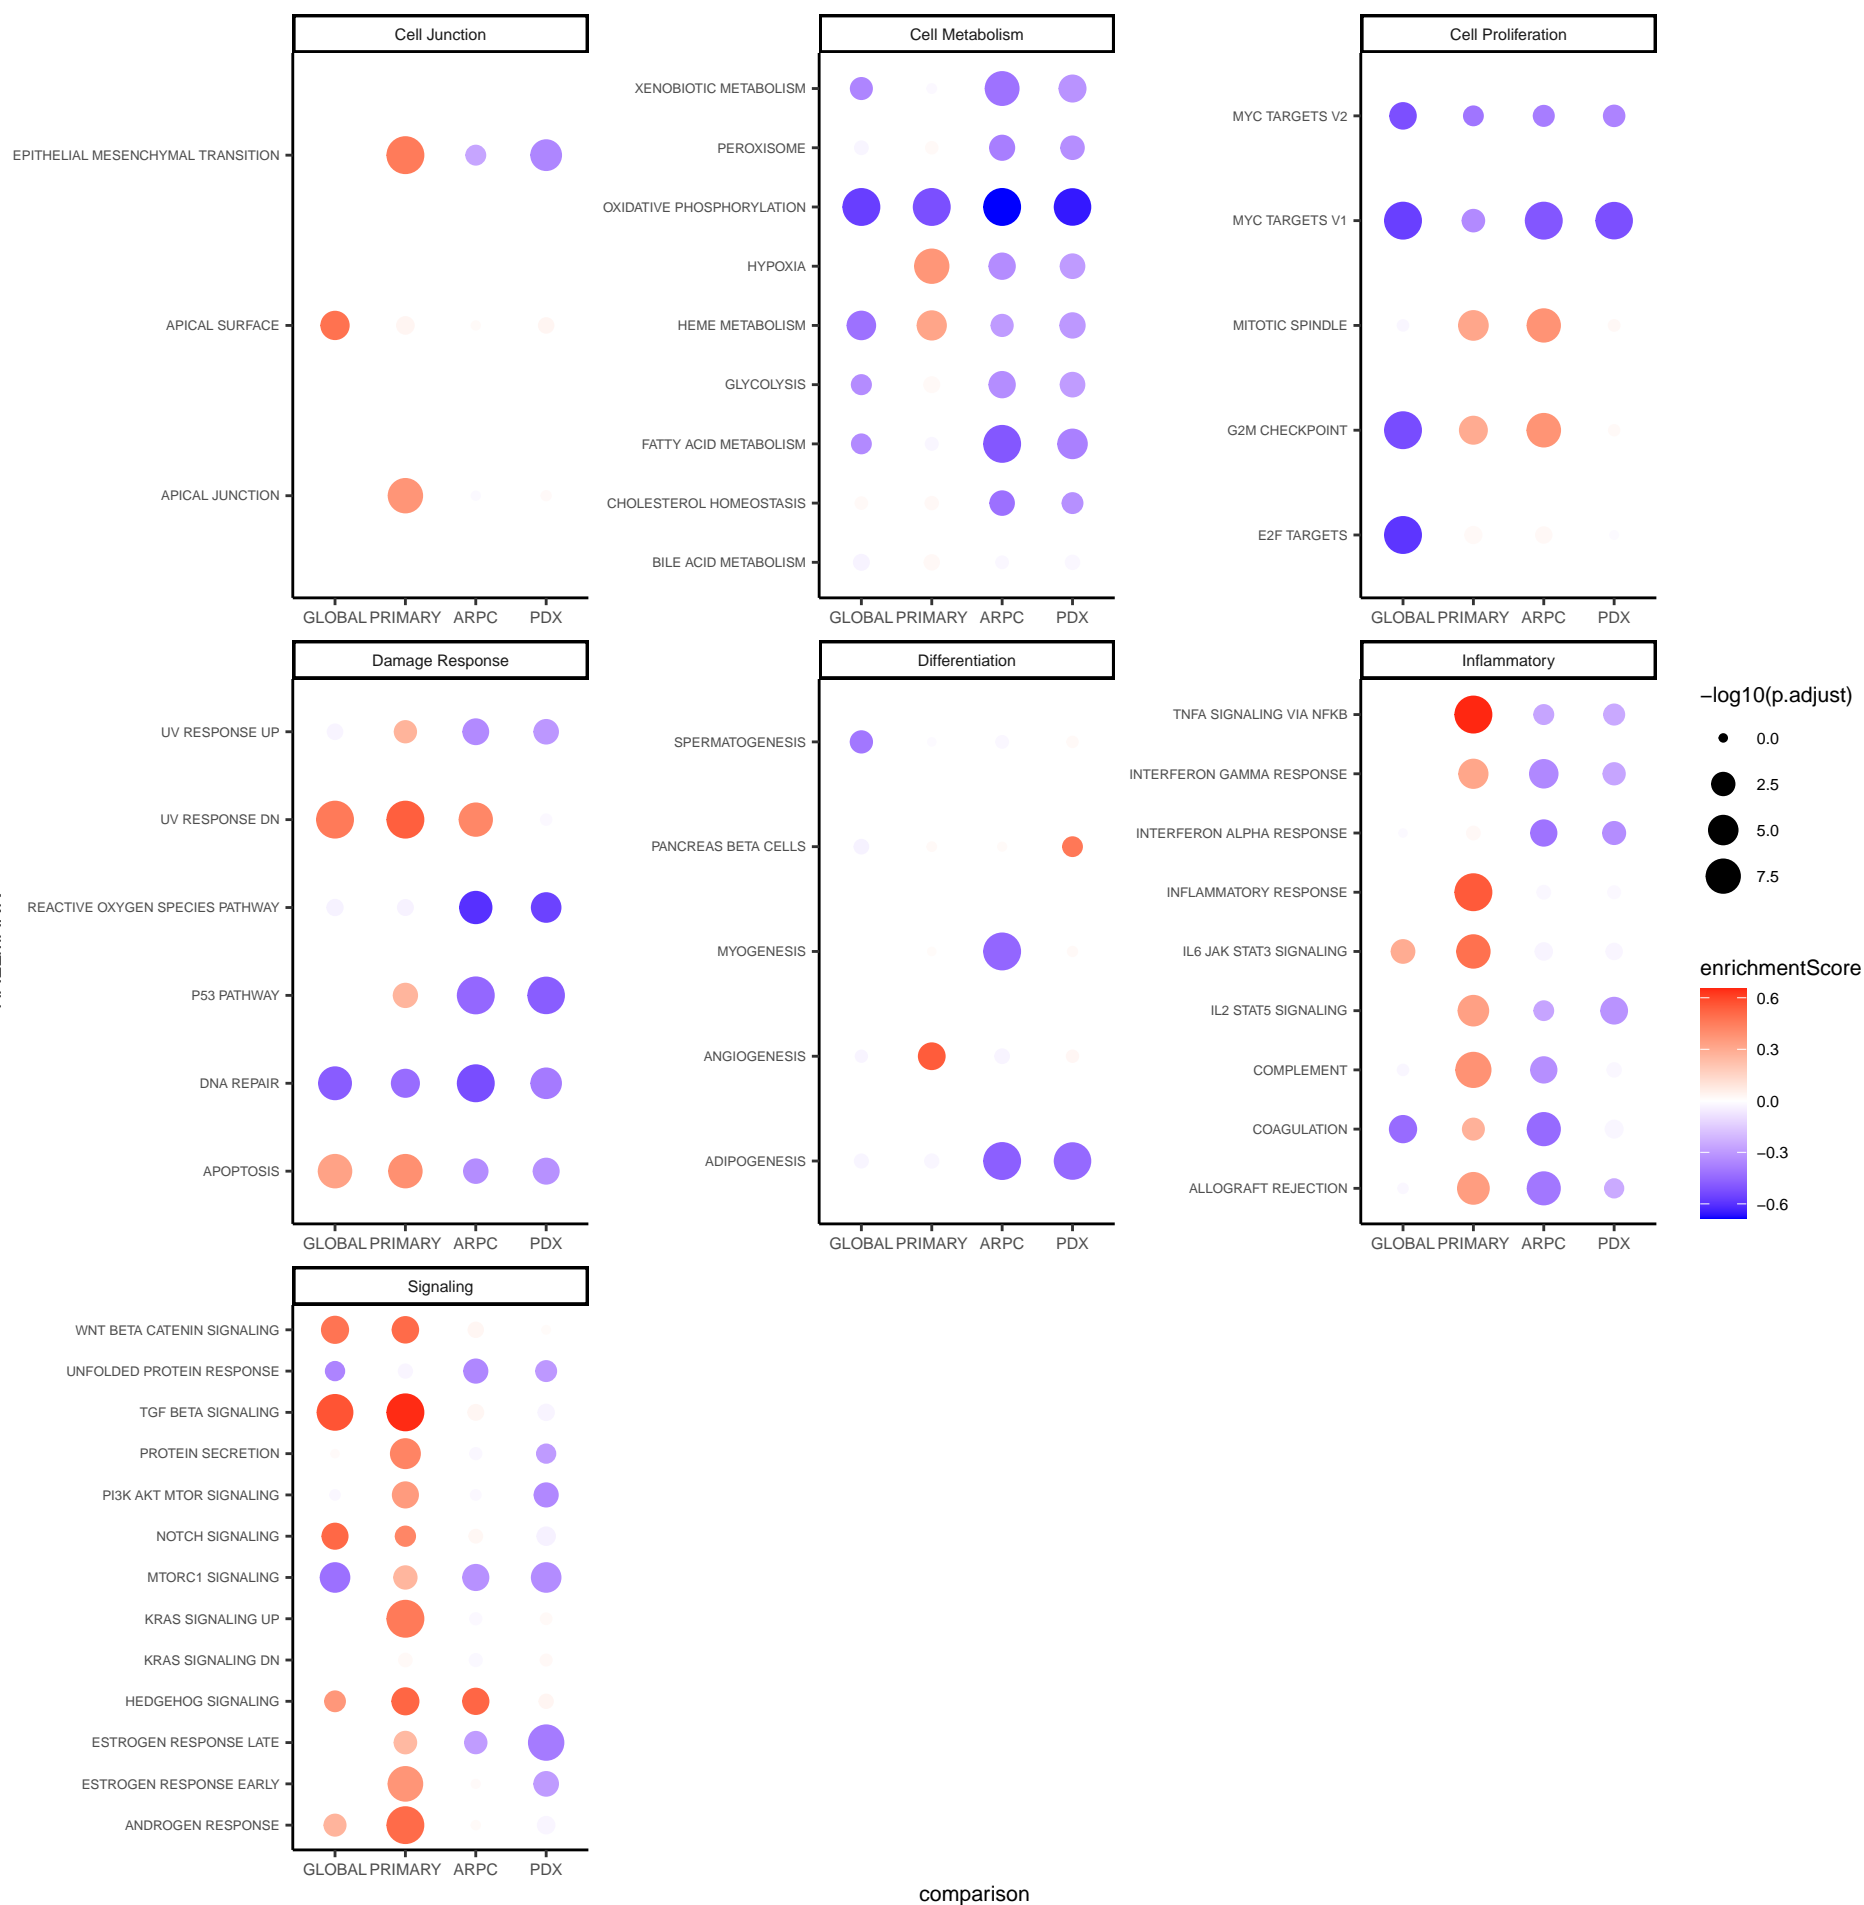 Cell Junction
EPITHELIAL MESENCHYMAL TRANSITION
APICAL SURFACE
APICAL JUNCTION
GLOBAL PRIMARY ARPC PDX
Cell Metabolism
XENOBIOTIC METABOLISM
PEROXISOME
OXIDATIVE PHOSPHORYLATION
HYPOXIA
HEME METABOLISM
GLYCOLYSIS
FATTY ACID METABOLISM
CHOLESTEROL HOMEOSTASIS
BILE ACID METABOLISM
GLOBAL PRIMARY ARPC PDX
Cell Proliferation
MYC TARGETS V2
MYC TARGETS V1
MITOTIC SPINDLE
G2M CHECKPOINT
E2F TARGETS
GLOBAL PRIMARY ARPC PDX
Damage Response
UV RESPONSE UP
UV RESPONSE DN
REACTIVE OXYGEN SPECIES PATHWAY
P53 PATHWAY
DNA REPAIR
APOPTOSIS
GLOBAL PRIMARY ARPC PDX
Differentiation
SPERMATOGENESIS
PANCREAS BETA CELLS
MYOGENESIS
ANGIOGENESIS
ADIPOGENESIS
GLOBAL PRIMARY ARPC PDX
Inflammatory
TNFA SIGNALING VIA NFKB
INTERFERON GAMMA RESPONSE
INTERFERON ALPHA RESPONSE
INFLAMMATORY RESPONSE
IL6 JAK STAT3 SIGNALING
IL2 STAT5 SIGNALING
COMPLEMENT
COAGULATION
ALLOGRAFT REJECTION
GLOBAL PRIMARY ARPC PDX
−log10(p.adjust)
0.0
2.5
5.0
7.5
enrichmentScore
0.6
0.3
0.0
−0.3
−0.6
Signaling
WNT BETA CATENIN SIGNALING
UNFOLDED PROTEIN RESPONSE
TGF BETA SIGNALING
PROTEIN SECRETION
PI3K AKT MTOR SIGNALING
NOTCH SIGNALING
MTORC1 SIGNALING
KRAS SIGNALING UP
KRAS SIGNALING DN
HEDGEHOG SIGNALING
ESTROGEN RESPONSE LATE
ESTROGEN RESPONSE EARLY
ANDROGEN RESPONSE
GLOBAL PRIMARY ARPC PDX
comparison